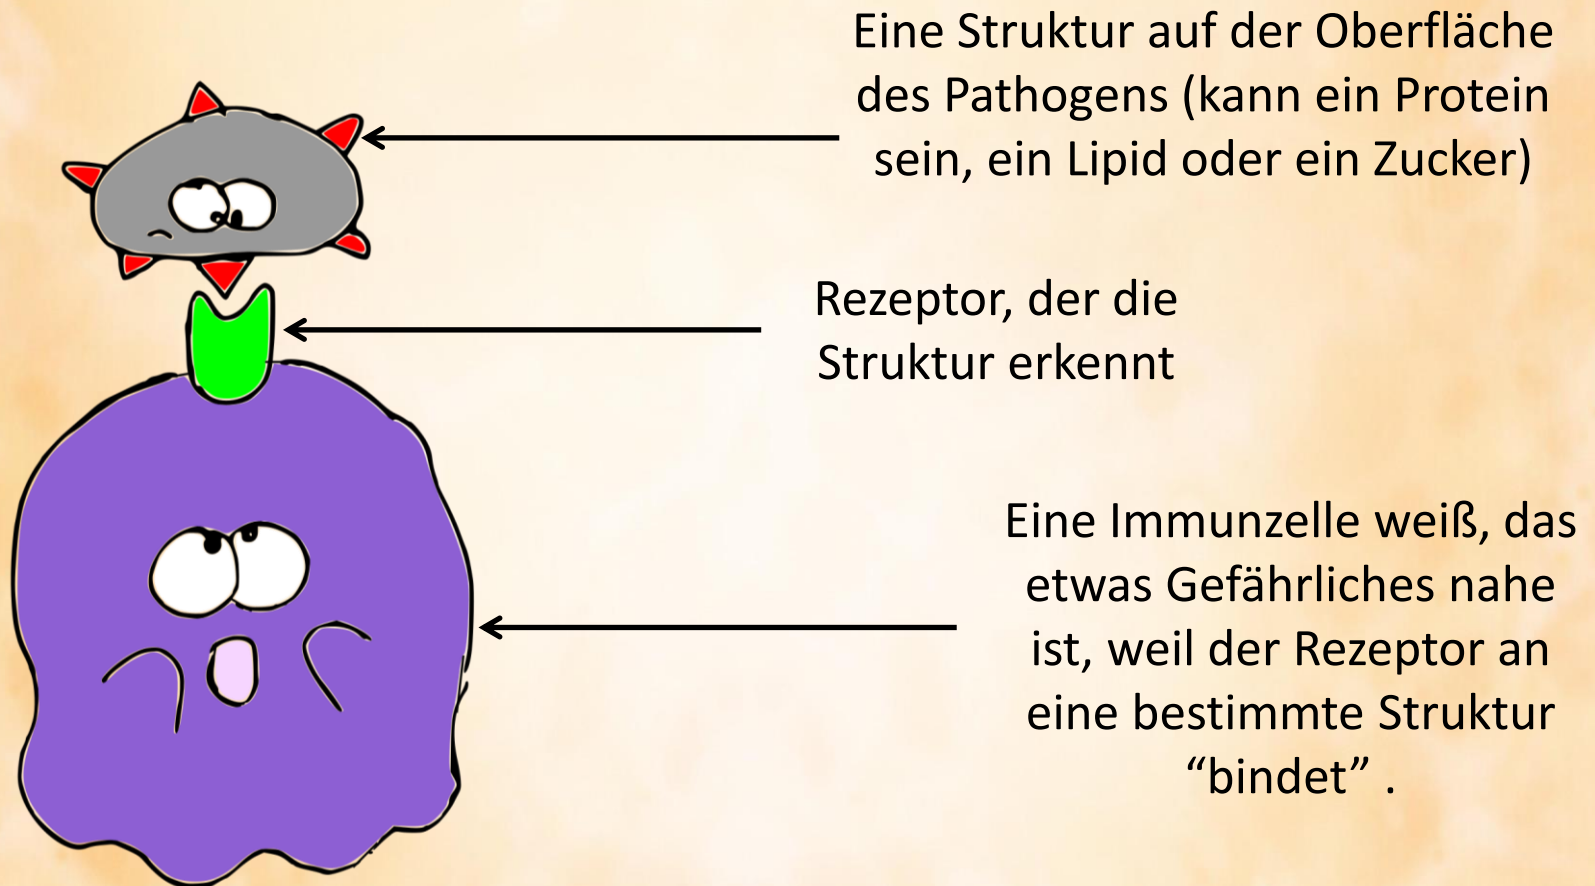 Eine Struktur auf der Oberfläche
des Pathogens (kann ein Protein
sein, ein Lipid oder ein Zucker)
Rezeptor, der die
Struktur erkennt
Eine Immunzelle weiß, das
etwas Gefährliches nahe
ist, weil der Rezeptor an
eine bestimmte Struktur
“bindet” .